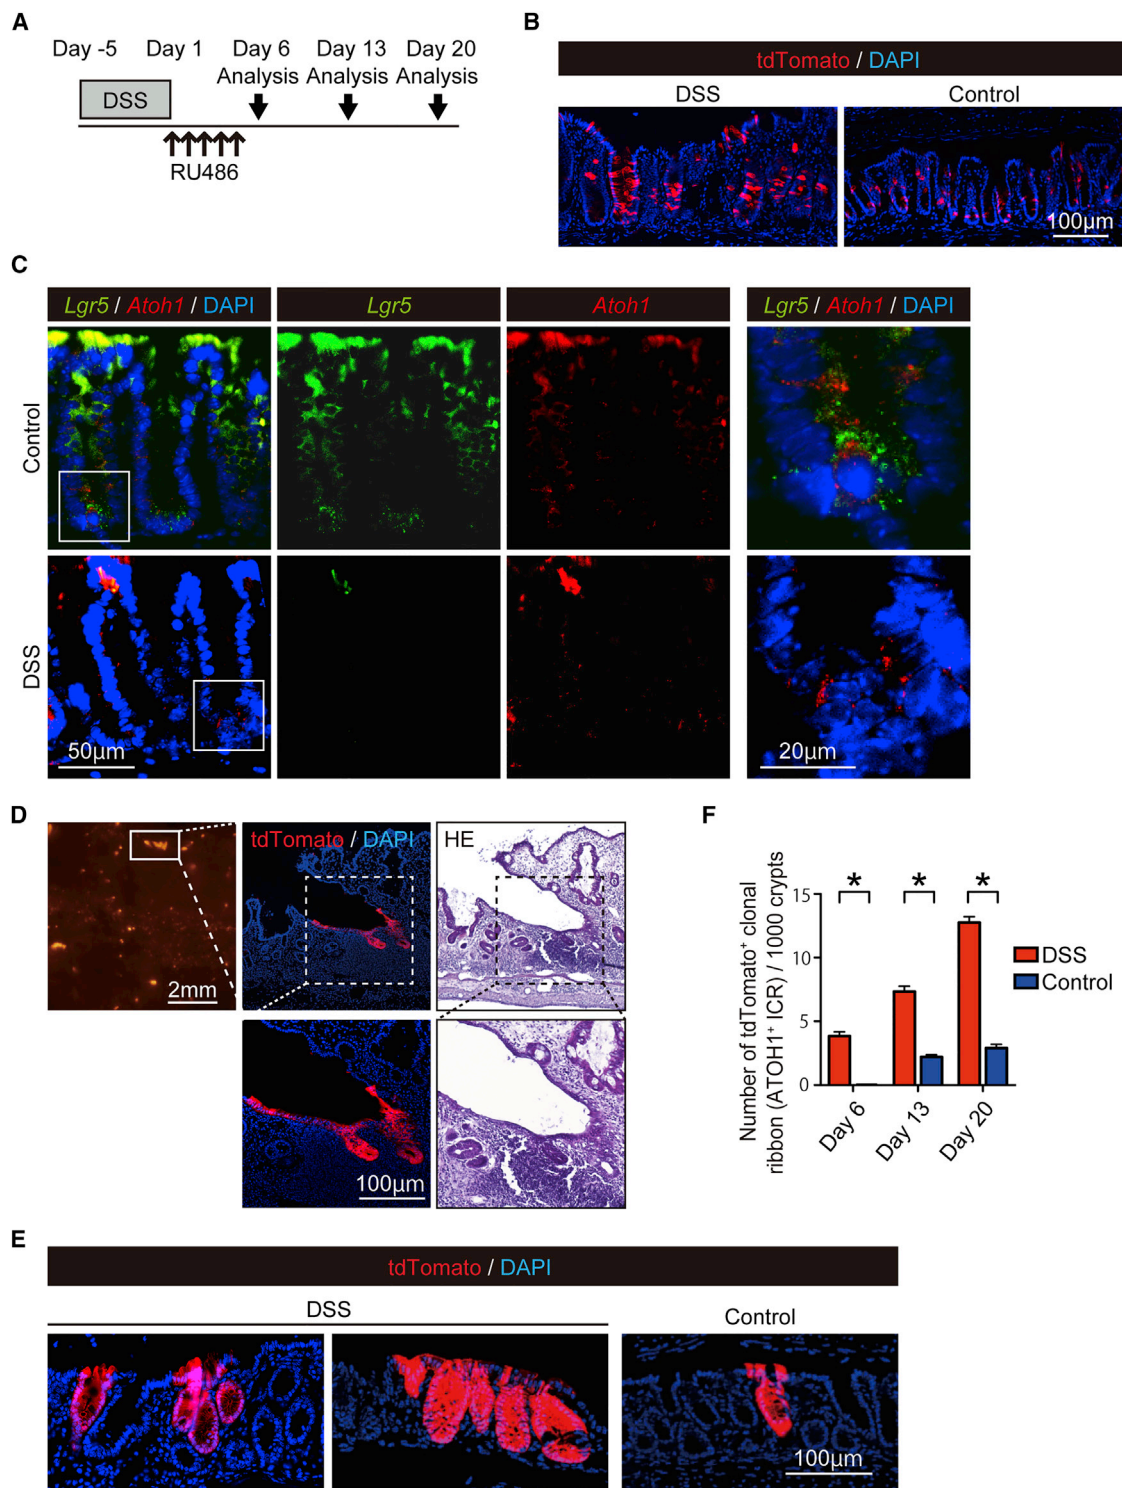 A
Day -5 Day 1 Day 6 Day 13 Day 20
Analysis Analysis Analysis
DSS
RU486
B
tdTomato / DAPI
DSS Control
100μm
C
Lgr5 / Atoh1 / DAPI Lgr5 Atoh1 Lgr5 / Atoh1 / DAPI
Control
DSS
50μm
20μm
D
tdTomato / DAPI
HE
2mm
100μm
F
Number of tdTomato⁺ clonal
ribbon (ATOH1⁺ ICR) / 1000 crypts
15
10
5
0
* * *
DSS
Control
Day 6 Day 13 Day 20
E
tdTomato / DAPI
DSS Control
100μm